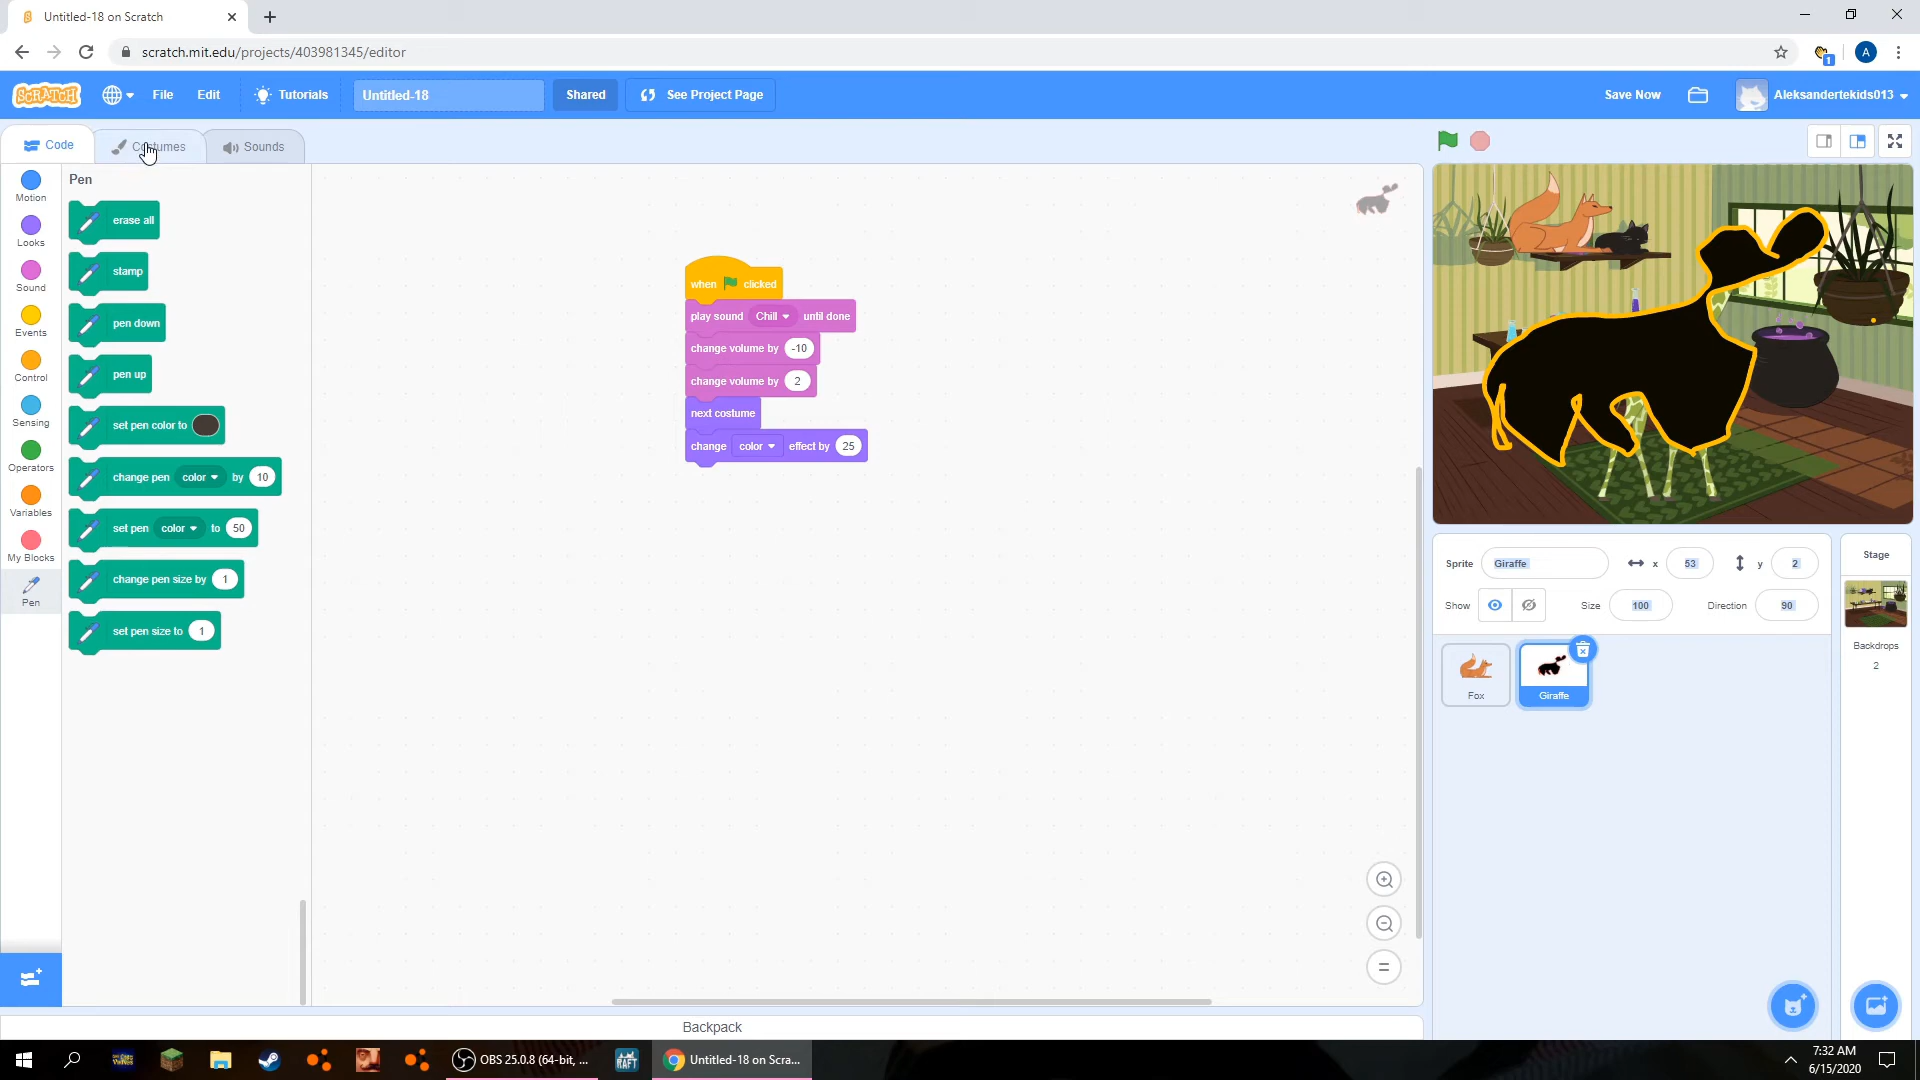 Untitled-18 on Scratch
scratch.mit.edu/projects/403981345/editor
1
A
SCRATCH
File
Edit
Tutorials
Untitled-18
Shared
See Project Page
Save Now
Aleksandertekids013
Code
Costumes
Sounds
Motion
Looks
Sound
Events
Control
Sensing
Operators
Variables
My Blocks
Pen
Pen
erase all
stamp
pen down
pen up
set pen color to
change pen color by 10
set pen color to 50
change pen size by 1
set pen size to 1
when clicked
play sound Chill until done
change volume by -10
change volume by 2
next costume
change color effect by 25
Sprite Giraffe x 53 y 2
Show Size 100 Direction 90
Fox
Giraffe
Stage
Backdrops
2
Backpack
OBS 25.0.8 (64-bit, ...
RAFT
Untitled-18 on Scra...
7:32 AM
6/15/2020